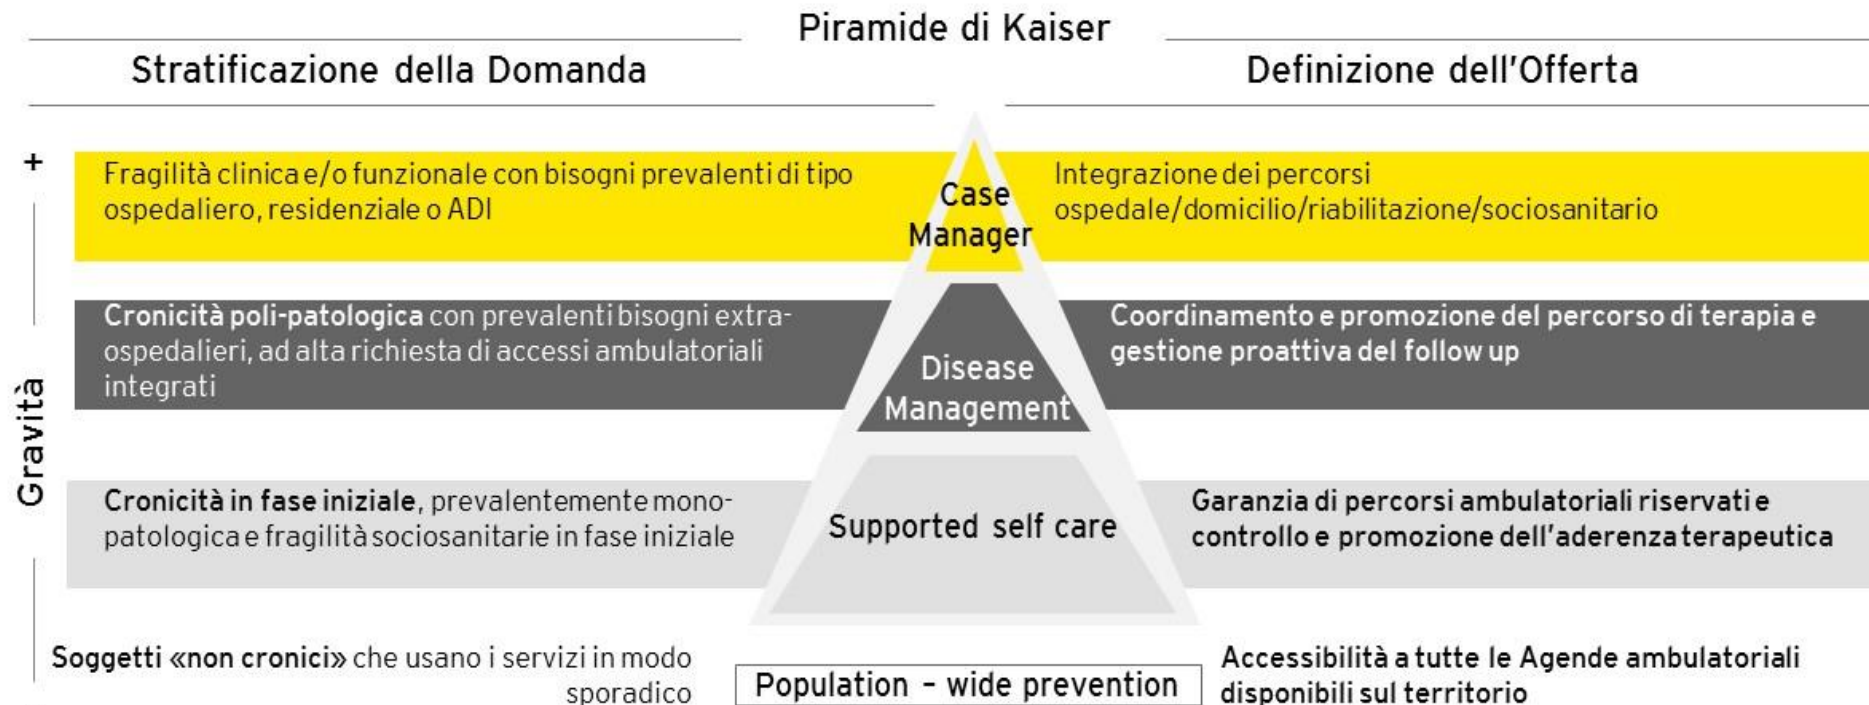 Piramide di Kaiser
Stratificazione della Domanda
Definizione dell'Offerta
+
Gravità
Fragilità clinica e/o funzionale con bisogni prevalenti di tipo
ospedaliero, residenziale o ADI
Case
Manager
Integrazione dei percorsi
ospedale/domicilio/riabilitazione/sociosanitario
Cronicità poli-patologica con prevalenti bisogni extra-
ospedalieri, ad alta richiesta di accessi ambulatoriali
integrati
Disease
Management
Coordinamento e promozione del percorso di terapia e
gestione proattiva del follow up
Cronicità in fase iniziale, prevalentemente mono-
patologica e fragilità sociosanitarie in fase iniziale
Supported self care
Garanzia di percorsi ambulatoriali riservati e
controllo e promozione dell'aderenza terapeutica
Soggetti «non cronici» che usano i servizi in modo
sporadico
Population – wide prevention
Accessibilità a tutte le Agende ambulatoriali
disponibili sul territorio